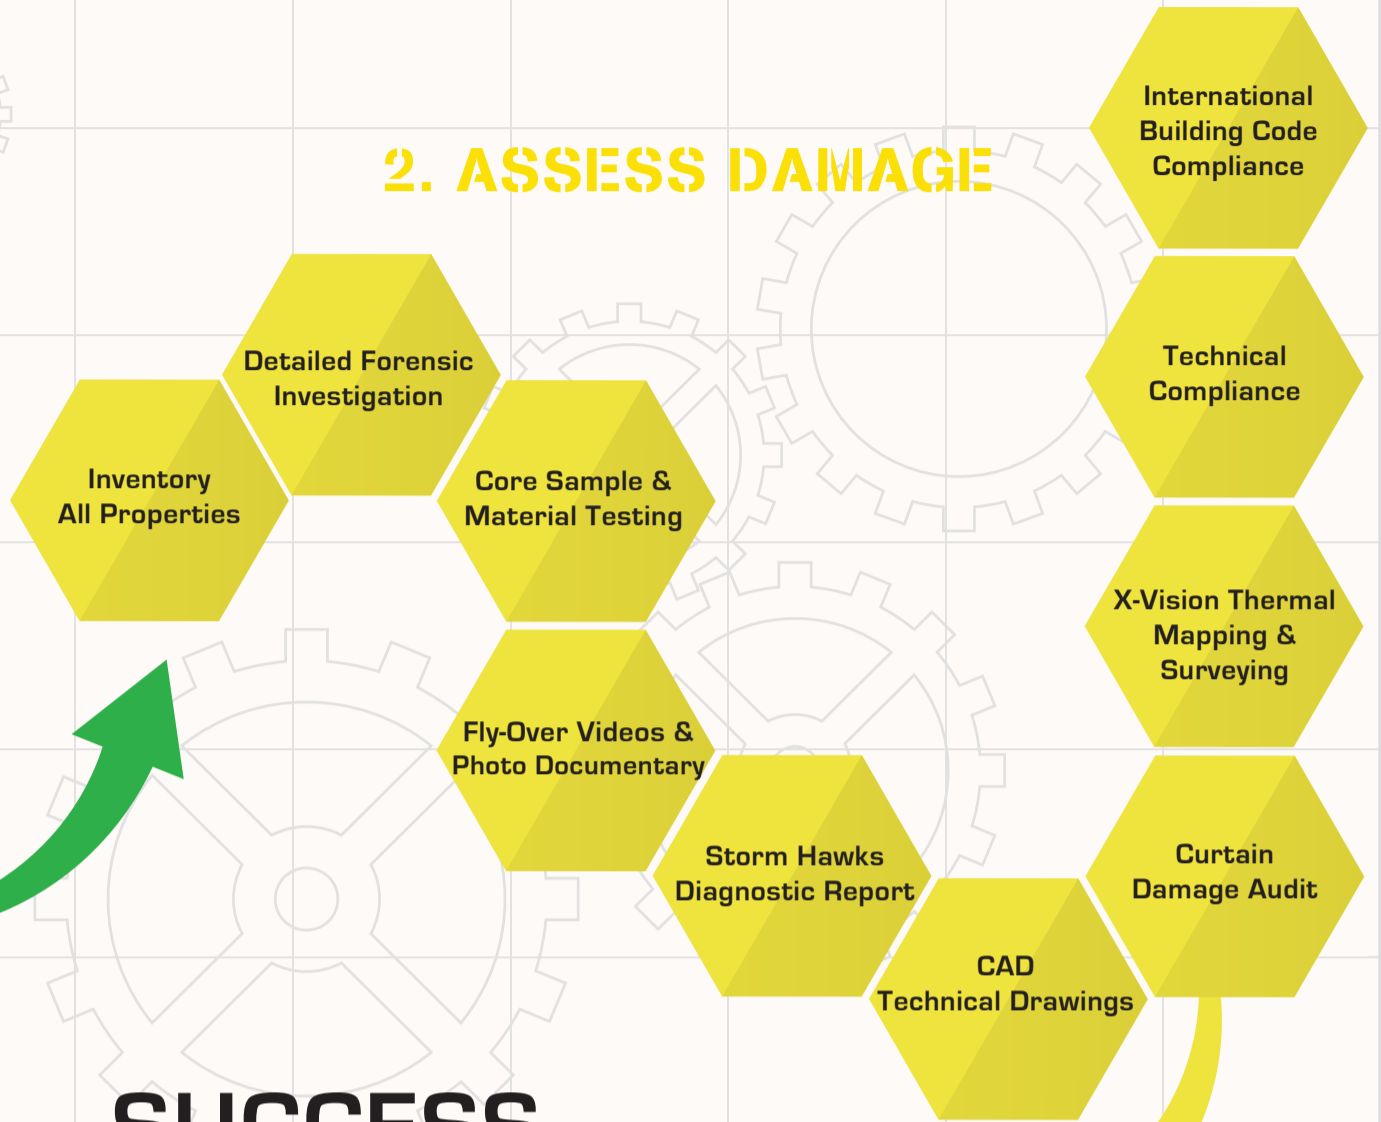 2. ASSESS DAMAGE
Inventory
All Properties
Detailed Forensic
Investigation
Core Sample &
Material Testing
Fly-Over Videos &
Photo Documentary
Storm Hawks
Diagnostic Report
CAD
Technical Drawings
Curtain
Damage Audit
X-Vision Thermal
Mapping &
Surveying
Technical
Compliance
International
Building Code
Compliance
SUCCESS